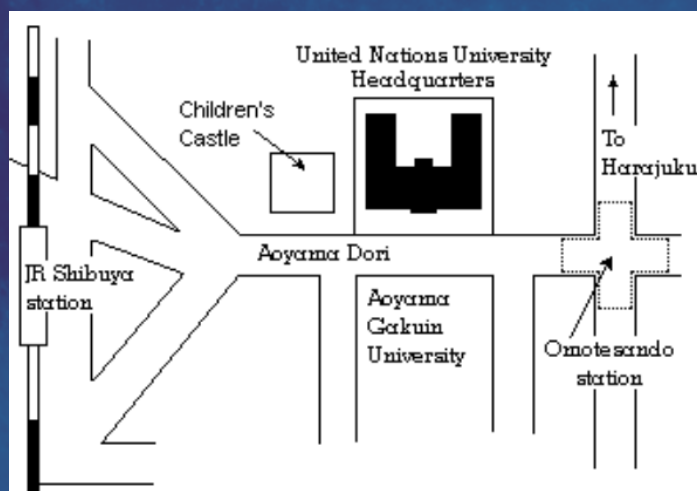 United Nations University
Headquarters
Children's
Castle
To
Harajuku
Aoyama Dori
JR Shibuya
station
Aoyama
Gakuin
University
Omotesando
station